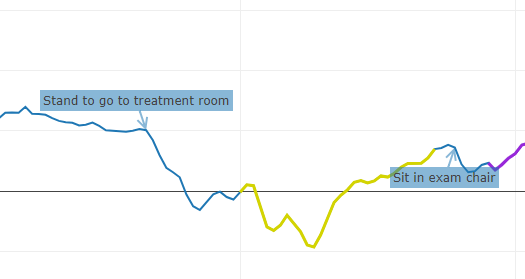 Stand to go to treatment room
Sit in exam chair